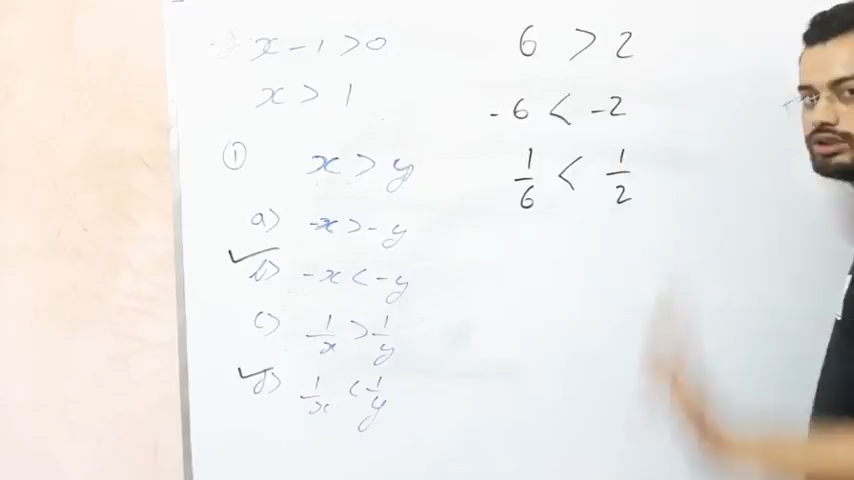 x - 1 > 0
x > 1
① x > y
a) -x > -y
b) -x < -y
c) 1/x > 1/y
d) 1/x < 1/y
6 > 2
-6 < -2
1/6 < 1/2